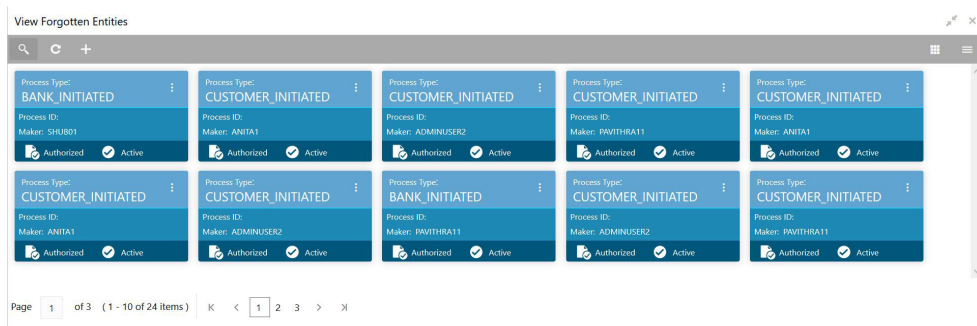 View Forgotten Entities
Process Type:
BANK_INITIATED
Process ID:
Maker: SHUB01
Authorized Active
Process Type:
CUSTOMER_INITIATED
Process ID:
Maker: ANITA1
Authorized Active
Process Type:
CUSTOMER_INITIATED
Process ID:
Maker: ADMINUSER2
Authorized Active
Process Type:
CUSTOMER_INITIATED
Process ID:
Maker: PAVITHRA11
Authorized Active
Process Type:
CUSTOMER_INITIATED
Process ID:
Maker: ANITA1
Authorized Active
Process Type:
CUSTOMER_INITIATED
Process ID:
Maker: ANITA1
Authorized Active
Process Type:
CUSTOMER_INITIATED
Process ID:
Maker: ADMINUSER2
Authorized Active
Process Type:
BANK_INITIATED
Process ID:
Maker: PAVITHRA11
Authorized Active
Process Type:
CUSTOMER_INITIATED
Process ID:
Maker: ADMINUSER2
Authorized Active
Process Type:
CUSTOMER_INITIATED
Process ID:
Maker: PAVITHRA11
Authorized Active
Page 1 of 3 (1 - 10 of 24 items) 1 2 3